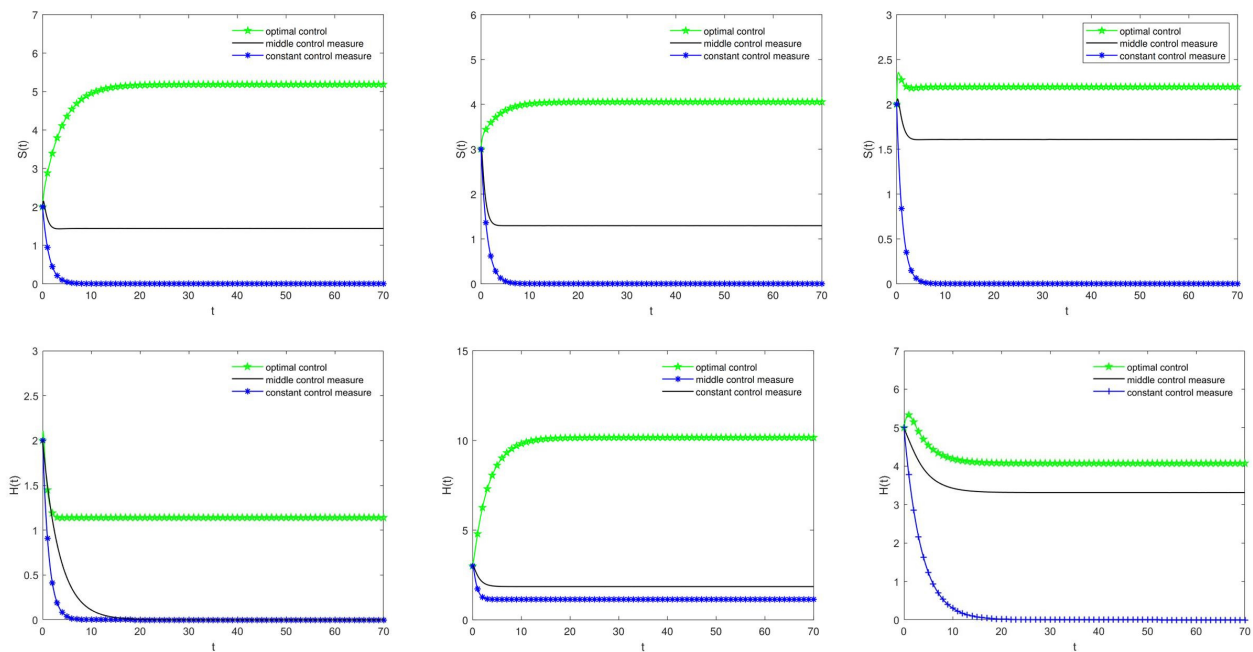 7
6
5
4
3
2
1
0
S(t)
optimal control
middle control measure
constant control measure
0 10 20 30 40 50 60 70
t
6
5
4
3
2
1
0
S(t)
optimal control
middle control measure
constant control measure
0 10 20 30 40 50 60 70
t
3
2.5
2
1.5
1
0.5
0
S(t)
optimal control
middle control measure
constant control measure
0 10 20 30 40 50 60 70
t
3
2.5
2
1.5
1
0.5
0
H(t)
optimal control
middle control measure
constant control measure
0 10 20 30 40 50 60 70
t
15
10
5
0
H(t)
optimal control
middle control measure
constant control measure
0 10 20 30 40 50 60 70
t
7
6
5
4
3
2
1
0
H(t)
optimal control
middle control measure
constant control measure
0 10 20 30 40 50 60 70
t